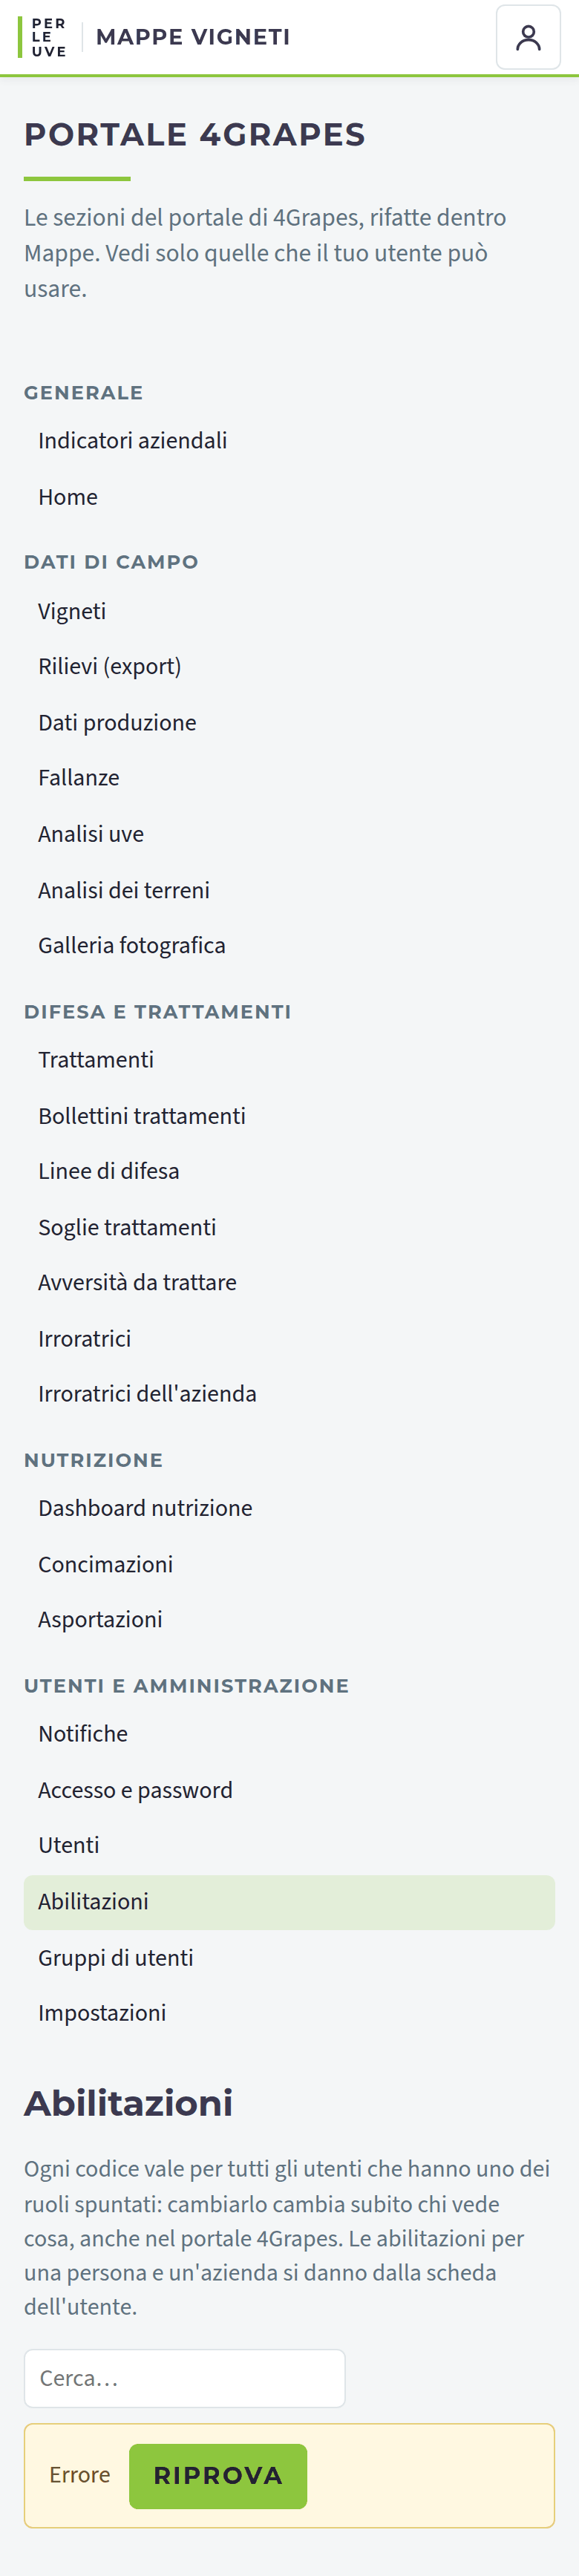 PER
LE
UVE
MAPPE VIGNETI
PORTALE 4GRAPES
Le sezioni del portale di 4Grapes, rifatte dentro
Mappe. Vedi solo quelle che il tuo utente può
usare.
GENERALE
Indicatori aziendali
Home
DATI DI CAMPO
Vigneti
Rilievi (export)
Dati produzione
Fallanze
Analisi uve
Analisi dei terreni
Galleria fotografica
DIFESA E TRATTAMENTI
Trattamenti
Bollettini trattamenti
Linee di difesa
Soglie trattamenti
Avversità da trattare
Irroratrici
Irroratrici dell'azienda
NUTRIZIONE
Dashboard nutrizione
Concimazioni
Asportazioni
UTENTI E AMMINISTRAZIONE
Notifiche
Accesso e password
Utenti
Abilitazioni
Gruppi di utenti
Impostazioni
Abilitazioni
Ogni codice vale per tutti gli utenti che hanno uno dei
ruoli spuntati: cambiarlo cambia subito chi vede
cosa, anche nel portale 4Grapes. Le abilitazioni per
una persona e un'azienda si danno dalla scheda
dell'utente.
Cerca…
Errore RIPROVA